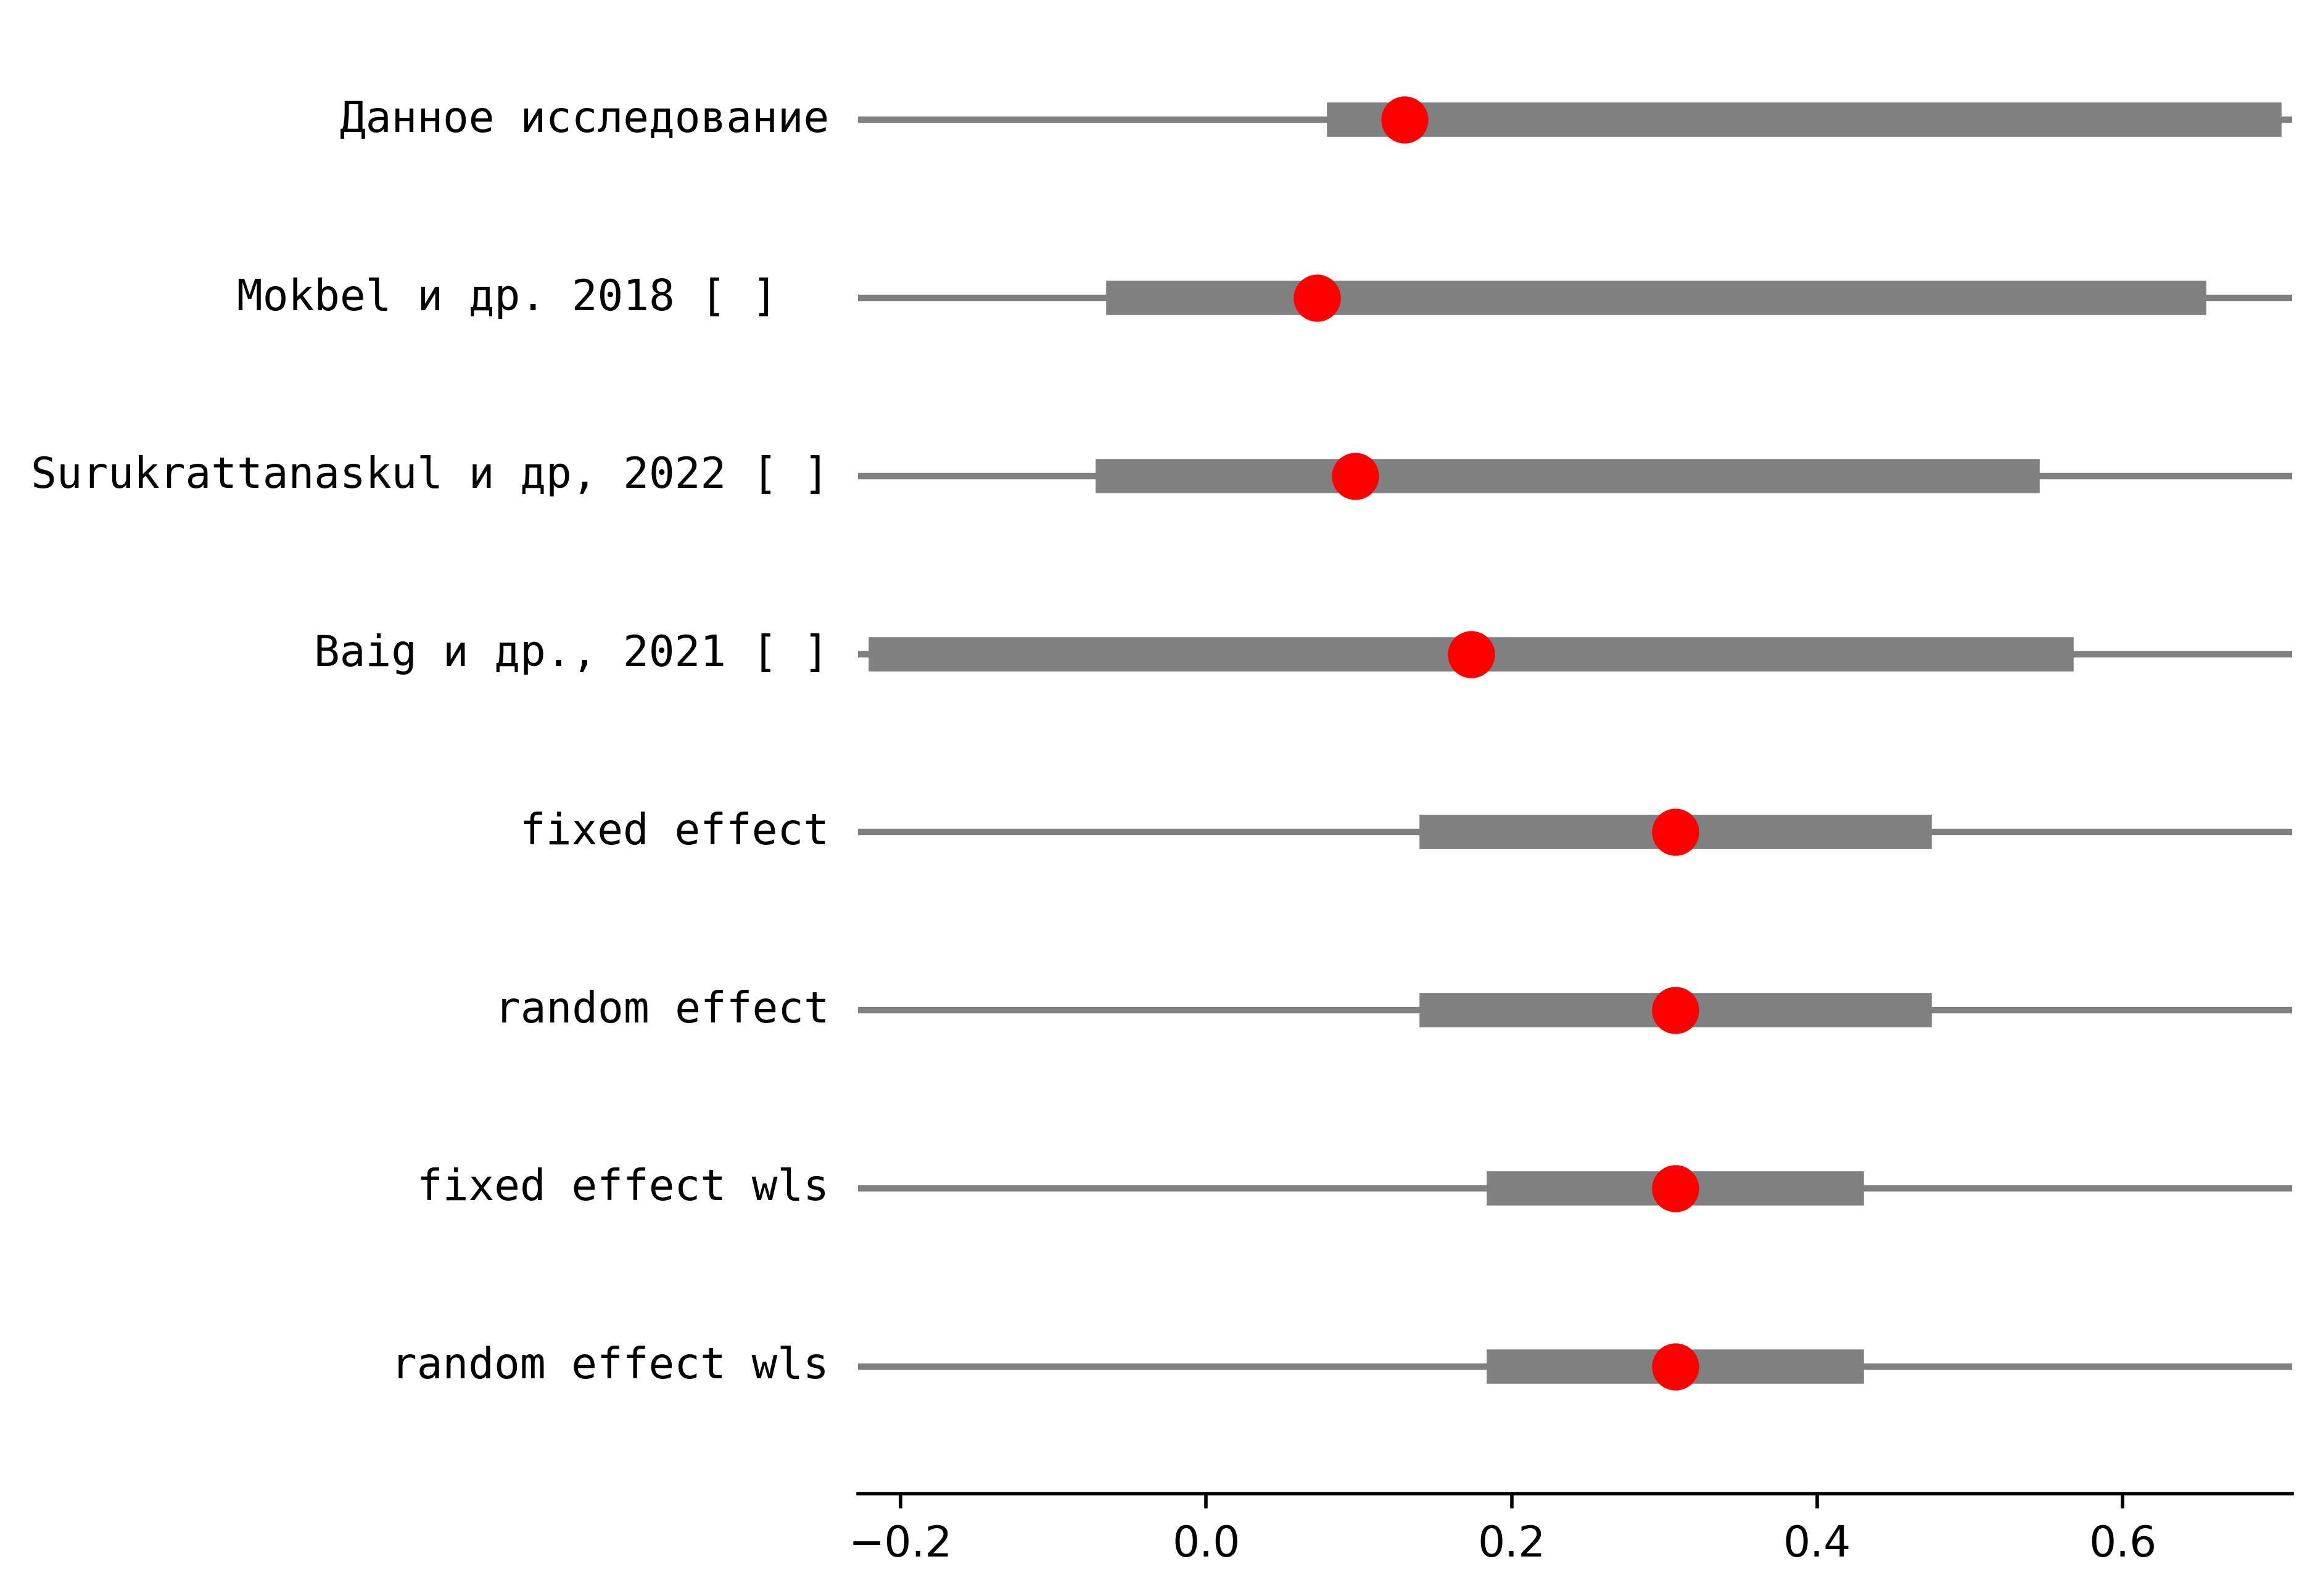 Данное исследование
Mokbel и др. 2018 [ ]
Surukrattanaskul и др, 2022 [ ]
Baig и др., 2021 [ ]
fixed effect
random effect
fixed effect wls
random effect wls
−0.2 0.0 0.2 0.4 0.6